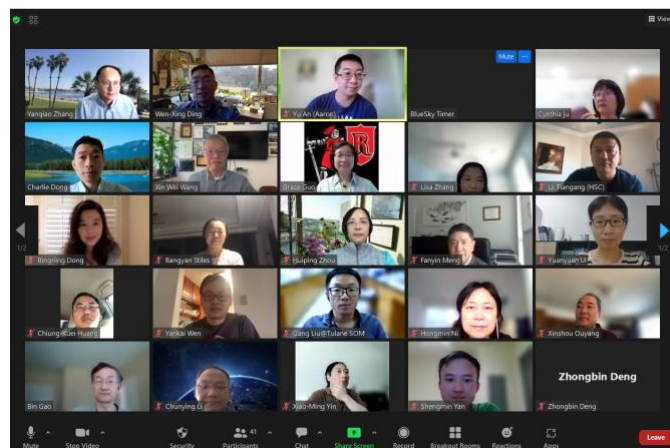 View
Yanqiao Zhang
Wen-Xing Ding
Yu An (Aaron)
Mute
BlueSky Timer
Cynthia Ju
Charlie Dong
Xin Wei Wang
R
Grace Guo
Lisa Zhang
Li, Tiangang (HSC)
Bingning Dong
Bangyan Stiles
Huiping Zhou
Fanyin Meng
Yuanyuan Li
1/2
1/2
Chiung-Kuei Huang
Yankai Wen
Gang Liu@Tulane SOM
Hongmin Ni
Xinshou Ouyang
Zhongbin Deng
Bin Gao
Chunying Li
Xiao-Ming Yin
Shengmin Yan
Zhongbin Deng
Mute
Stop Video
Security
Participants
41
Chat
Share Screen
Record
Breakout Rooms
Reactions
Apps
Leave